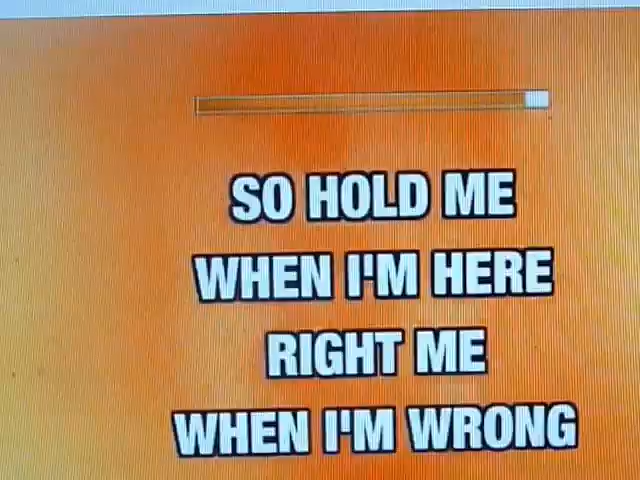 SO HOLD ME
WHEN I'M HERE
RIGHT ME
WHEN I'M WRONG